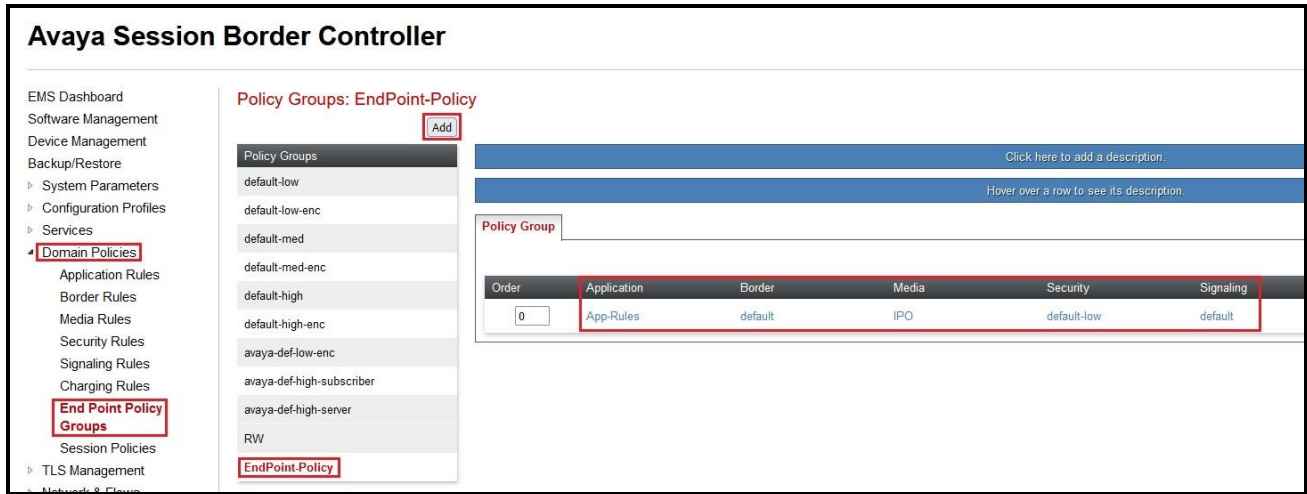 Avaya Session Border Controller
EMS Dashboard
Software Management
Device Management
Backup/Restore
System Parameters
Configuration Profiles
Services
Domain Policies
Application Rules
Border Rules
Media Rules
Security Rules
Signaling Rules
Charging Rules
End Point Policy
Groups
Session Policies
TLS Management
Network & Flows
Policy Groups: EndPoint-Policy
Add
Policy Groups
default-low
default-low-enc
default-med
default-med-enc
default-high
default-high-enc
avaya-def-low-enc
avaya-def-high-subscriber
avaya-def-high-server
RW
EndPoint-Policy
Click here to add a description.
Hover over a row to see its description.
Policy Group
Order Application Border Media Security Signaling
0 App-Rules default IPO default-low default